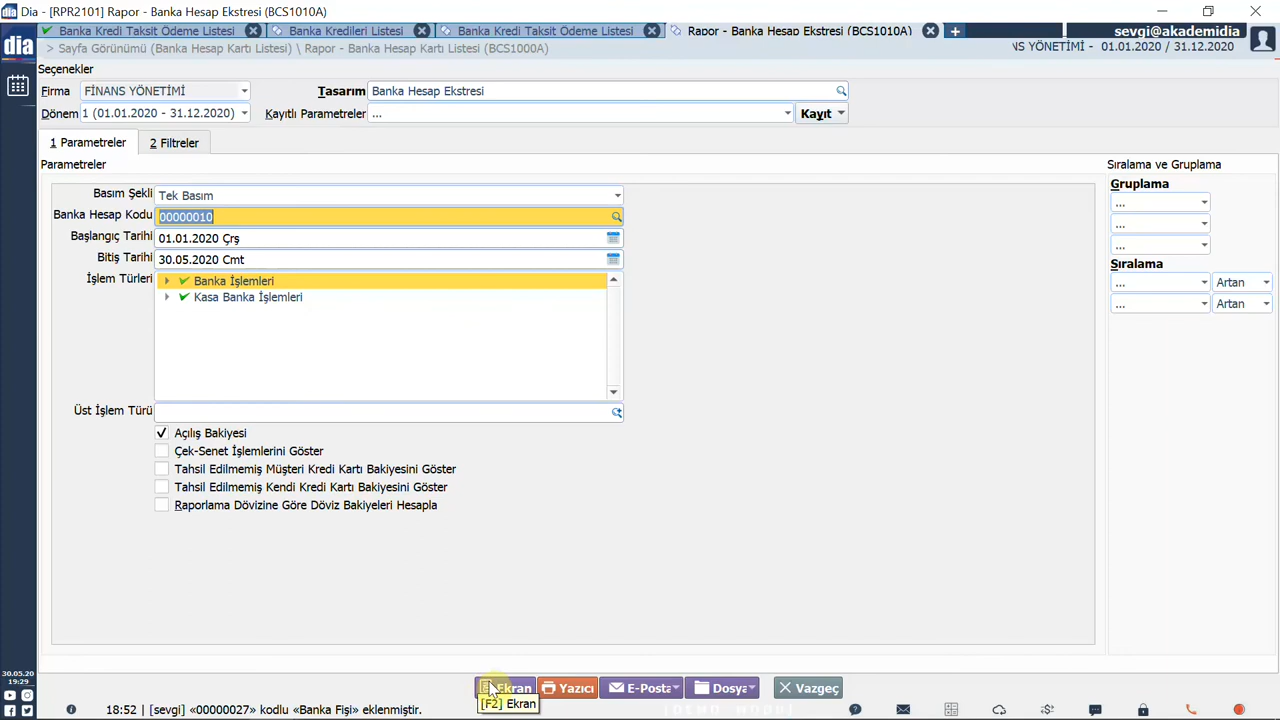 Dia - [RPR2101] Rapor - Banka Hesap Ekstresi (BCS1010A)
dia
Banka Kredi Taksit Ödeme Listesi
Banka Kredileri Listesi
Banka Kredi Taksit Ödeme Listesi
Rapor - Banka Hesap Ekstresi (BCS1010A)
sevgi@akademidia
> Sayfa Görünümü (Banka Hesap Kartı Listesi) \ Rapor - Banka Hesap Kartı Listesi (BCS1000A)
NS YÖNETİMİ - 01.01.2020 / 31.12.2020
Seçenekler
Firma FİNANS YÖNETİMİ
Tasarım Banka Hesap Ekstresi
Dönem 1 (01.01.2020 - 31.12.2020)
Kayıtlı Parametreler ...
Kayıt
1 Parametreler
2 Filtreler
Parametreler
Sıralama ve Gruplama
Basım Şekli Tek Basım
Banka Hesap Kodu 00000010
Başlangıç Tarihi 01.01.2020 Çrş
Bitiş Tarihi 30.05.2020 Cmt
İşlem Türleri
Banka İşlemleri
Kasa Banka İşlemleri
Üst İşlem Türü
Açılış Bakiyesi
Çek-Senet İşlemlerini Göster
Tahsil Edilmemiş Müşteri Kredi Kartı Bakiyesini Göster
Tahsil Edilmemiş Kendi Kredi Kartı Bakiyesini Göster
Raporlama Dövizine Göre Döviz Bakiyeleri Hesapla
Gruplama
...
...
...
Sıralama
... Artan
... Artan
Ekran
Yazıcı
E-Posta
Dosya
Vazgeç
[F2] Ekran
30.05.20
19:29
18:52 | [sevgi] «00000027» kodlu «Banka Fişi» eklenmiştir.